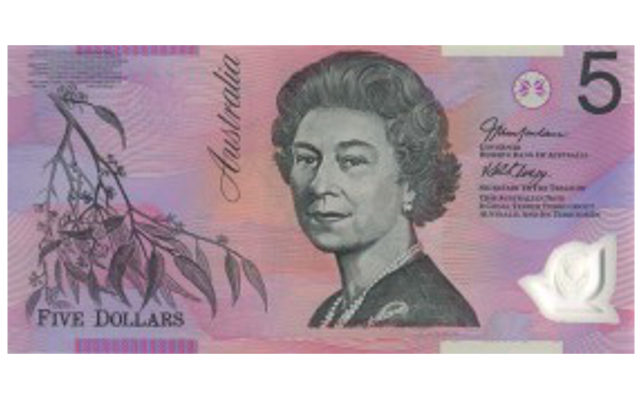 Australia
5
GOVERNOR
RESERVE BANK OF AUSTRALIA
SECRETARY TO THE TREASURY
THIS AUSTRALIAN NOTE
IS LEGAL TENDER THROUGHOUT
AUSTRALIA AND ITS TERRITORIES
FIVE DOLLARS